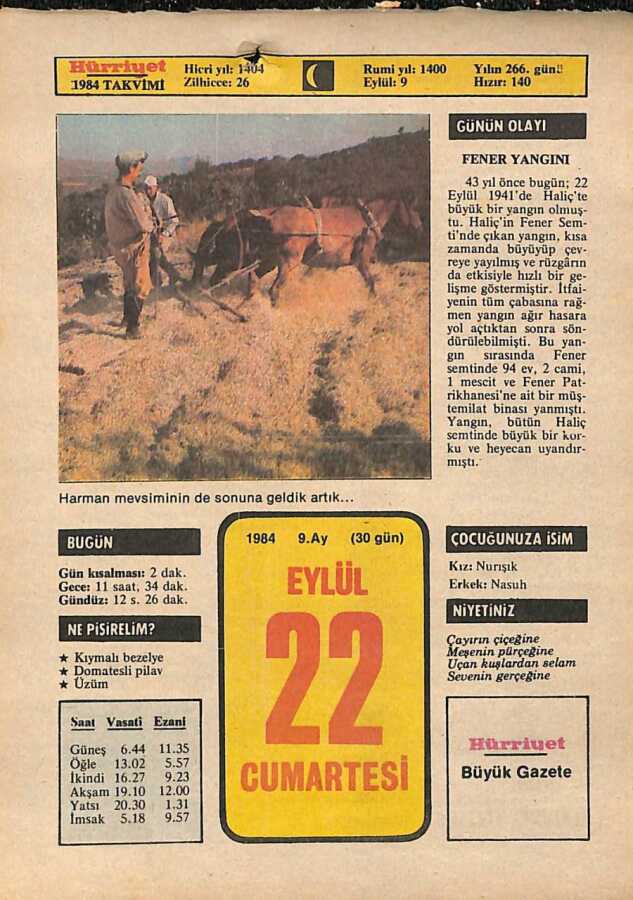 Hürriyet
1984 TAKVİMİ
Hicri yıl: 1404
Zilhicce: 26
Rumi yıl: 1400
Eylül: 9
Yılın 266. günü
Hızır: 140
GÜNÜN OLAYI
FENER YANGINI
43 yıl önce bugün; 22
Eylül 1941'de Haliç'te
büyük bir yangın olmuş-
tu. Haliç'in Fener Sem-
ti'nde çıkan yangın, kısa
zamanda büyüyüp çev-
reye yayılmış ve rüzgârın
da etkisiyle hızlı bir ge-
lişme göstermiştir. İtfai-
yenin tüm çabasına rağ-
men yangın ağır hasara
yol açtıktan sonra sön-
dürülebilmişti. Bu yan-
gın sırasında Fener
semtinde 94 ev, 2 cami,
1 mescit ve Fener Pat-
rikhanesi'ne ait bir müş-
temilat binası yanmıştı.
Yangın, bütün Haliç
semtinde büyük bir kor-
ku ve heyecan uyandır-
mıştı.
Harman mevsiminin de sonuna geldik artık...
BUGÜN
Gün kısalması: 2 dak.
Gece: 11 saat, 34 dak.
Gündüz: 12 s. 26 dak.
NE PİŞİRELİM?
★ Kıymalı bezelye
★ Domatesli pilav
★ Üzüm
Saat Vasatî Ezanî
Güneş 6.44 11.35
Öğle 13.02 5.57
İkindi 16.27 9.23
Akşam 19.10 12.00
Yatsı 20.30 1.31
İmsak 5.18 9.57
1984 9.Ay (30 gün)
EYLÜL
22
CUMARTESİ
ÇOCUĞUNUZA İSİM
Kız: Nurışık
Erkek: Nasuh
NİYETİNİZ
Çayırın çiçeğine
Meşenin pürçeğine
Uçan kuşlardan selam
Sevenin gerçeğine
Hürriyet
Büyük Gazete